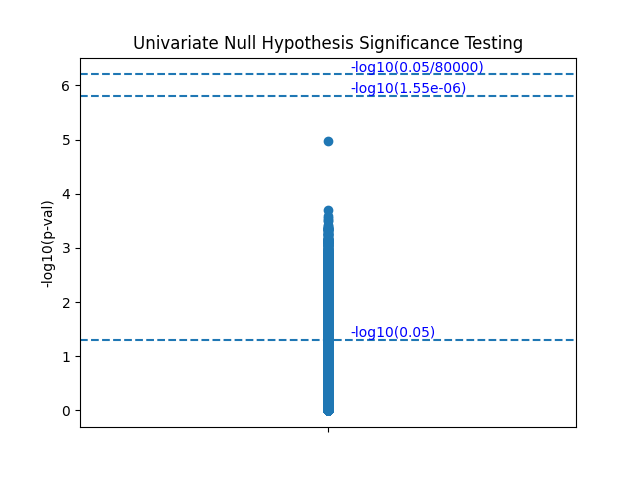 Univariate Null Hypothesis Significance Testing
-log10(0.05/80000)
6
-log10(1.55e-06)
5
4
-log10(p-val)
3
2
-log10(0.05)
1
0